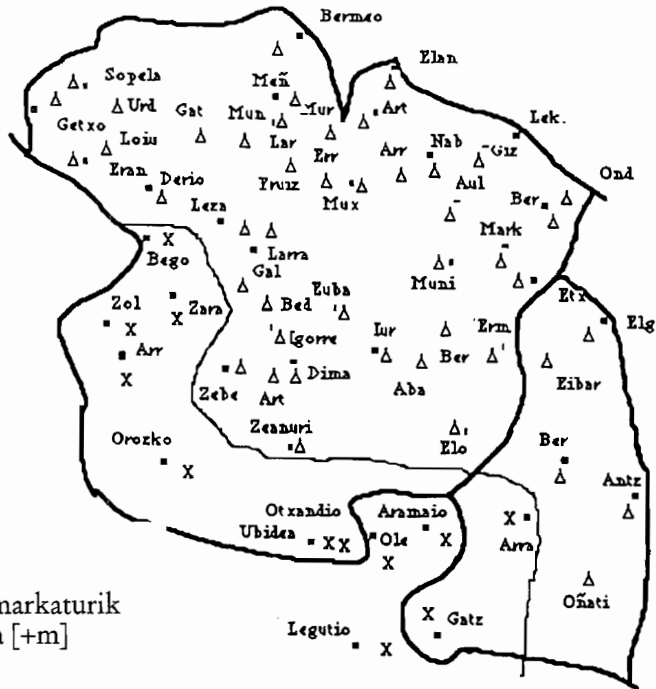 Bermeo
Elan
Sopela
Meñ
Urd
Gat
Mun
Mur
Art
Lek.
Getxo
Loiu
Lar
Err
Arr
Nab
Giz
Eran
Derio
Fruiz
Mux
Aul
Ond
Leza
Ber
Larra
Mark
Bego
Gal
Muni
Zol
Zara
Bed
Euba
Etx
Elg
Arr
Igorre
Iur
Erm
Zebe
Art
Dima
Aba
Ber
Eibar
Orozko
Zeanuri
Elo
Ber
Antz
Otxandio
Aramaio
Ubidea
Ole
Arra
Oñati
Legutio
Gatz
X
X
X
X
X
X
X
X
X
X
X
X
X
markaturik
[+m]